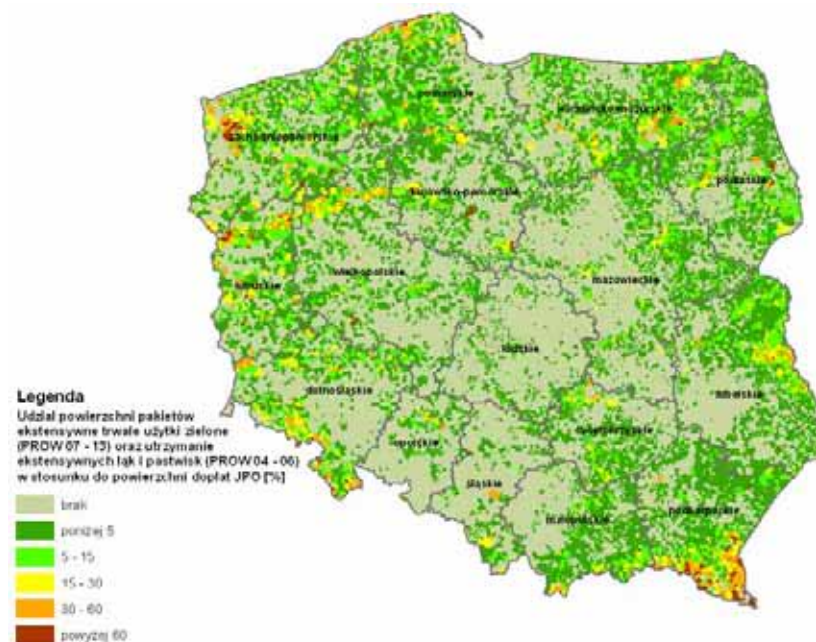 pomorskie
warmińsko-mazurskie
zachodniopomorskie
podlaskie
kujawsko-pomorskie
wielkopolskie
mazowieckie
lubuskie
łódzkie
lubelskie
dolnośląskie
świętokrzyskie
opolskie
śląskie
małopolskie
podkarpackie
Legenda
Udział powierzchni pakietów
ekstensywne trwałe użytki zielone
(PROW 07 - 13) oraz utrzymanie
ekstensywnych łąk i pastwisk (PROW 04 - 06)
w stosunku do powierzchni dopłat JPO [%]
brak
poniżej 5
5 - 15
15 - 30
30 - 60
powyżej 60